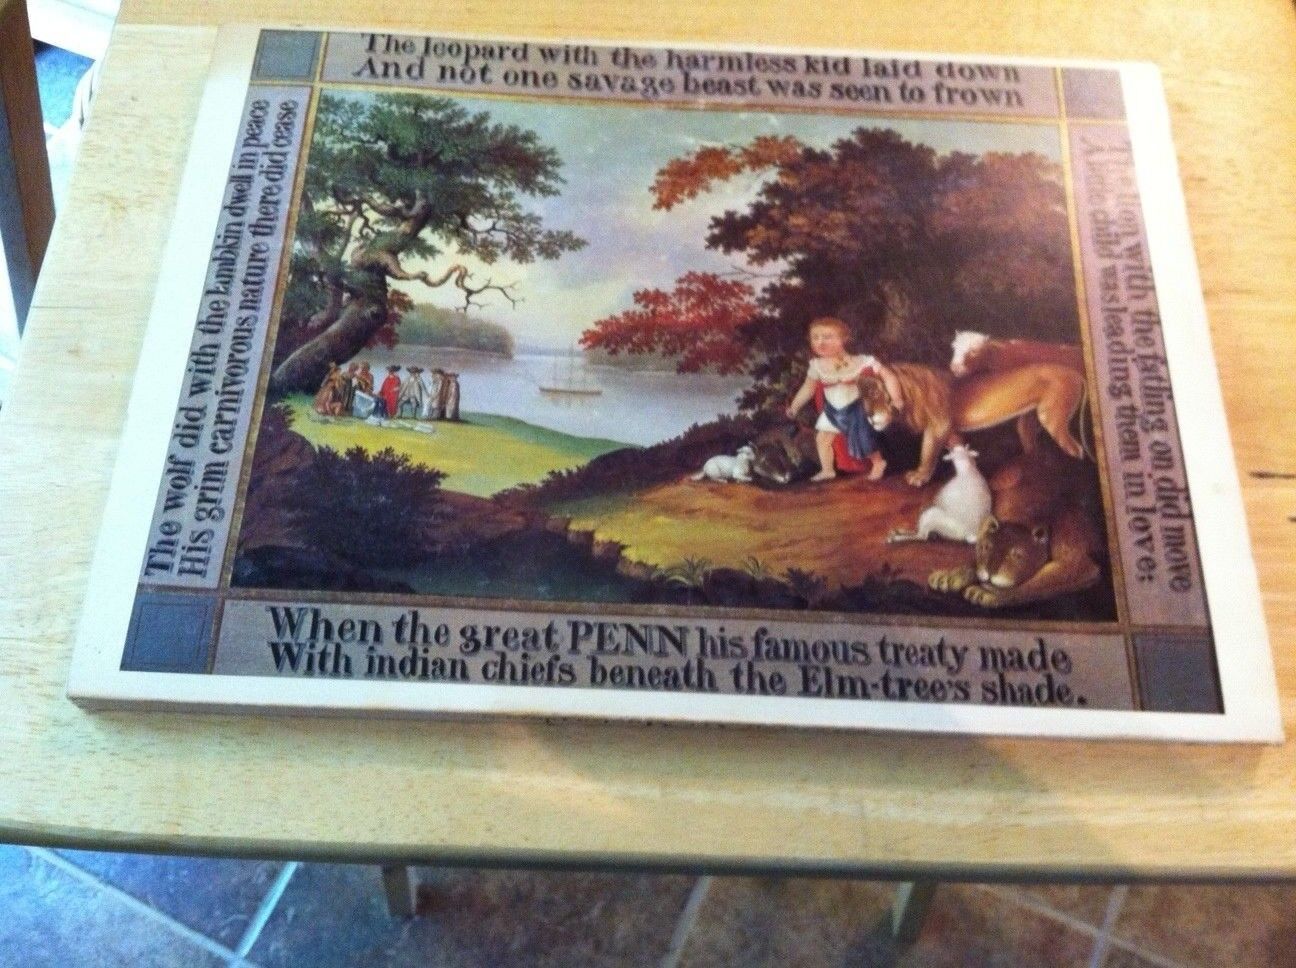 The wolf did with the lambkin dwell in peace
His grim carnivorous nature there did cease
The leopard with the harmless kid laid down
And not one savage beast was seen to frown
The lion with the fatling on did move
A little child was leading them in love:
When the great PENN his famous treaty made
With indian chiefs beneath the Elm-tree's shade.